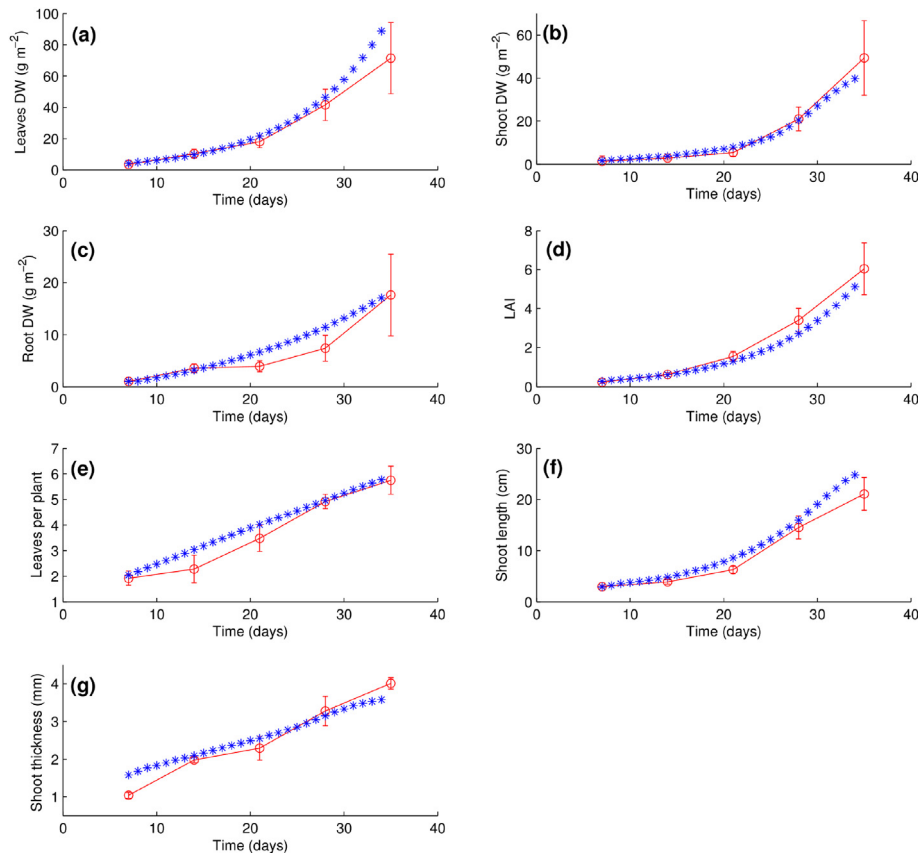 (a)
Leaves DW (g m⁻²)
100
80
60
40
20
0
0 10 20 30 40
Time (days)
(b)
Shoot DW (g m⁻²)
60
40
20
0
0 10 20 30 40
Time (days)
(c)
Root DW (g m⁻²)
30
20
10
0
0 10 20 30 40
Time (days)
(d)
LAI
8
6
4
2
0
0 10 20 30 40
Time (days)
(e)
Leaves per plant
7
6
5
4
3
2
1
0 10 20 30 40
Time (days)
(f)
Shoot length (cm)
30
20
10
0
0 10 20 30 40
Time (days)
(g)
Shoot thickness (mm)
4
3
2
1
0 10 20 30 40
Time (days)